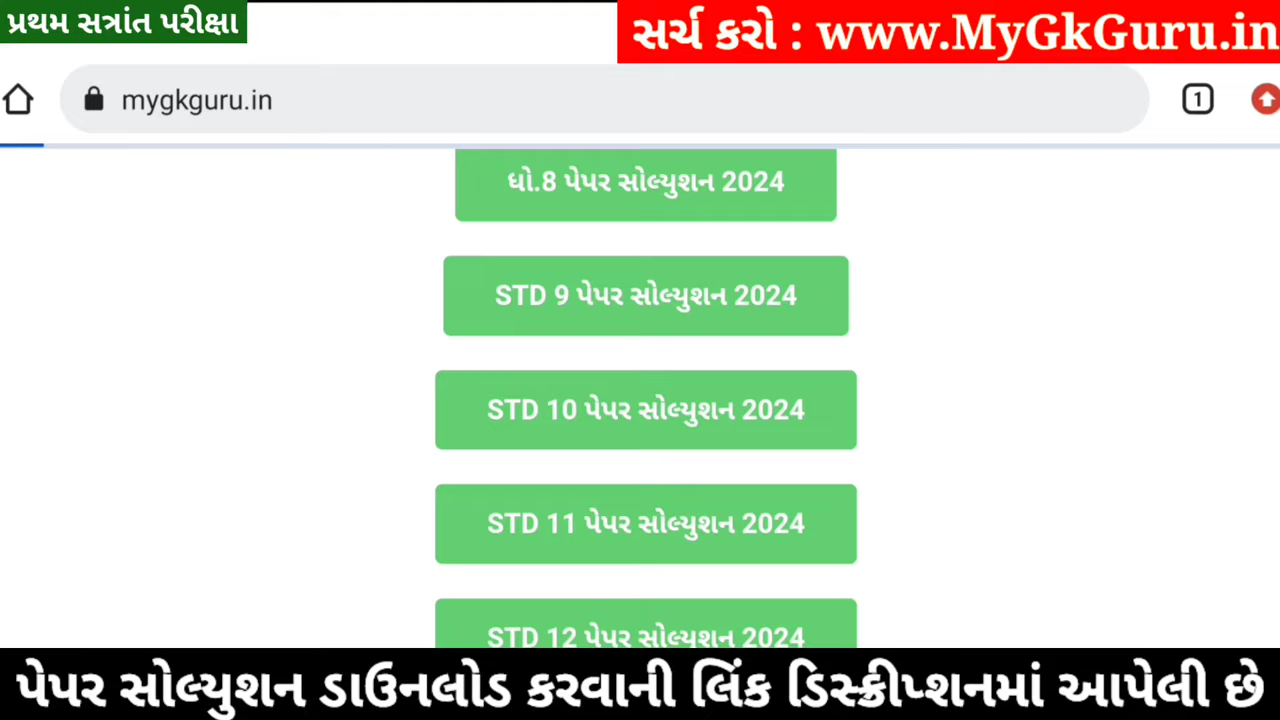 પ્રથમ સત્રાંત પરીક્ષા
સર્ચ કરો : www.MyGkGuru.in
mygkguru.in
1
ધો.8 પેપર સોલ્યુશન 2024
STD 9 પેપર સોલ્યુશન 2024
STD 10 પેપર સોલ્યુશન 2024
STD 11 પેપર સોલ્યુશન 2024
STD 12 પેપર સોલ્યુશન 2024
પેપર સોલ્યુશન ડાઉનલોડ કરવાની લિંક ડિસ્ક્રીપ્શનમાં આપેલી છે